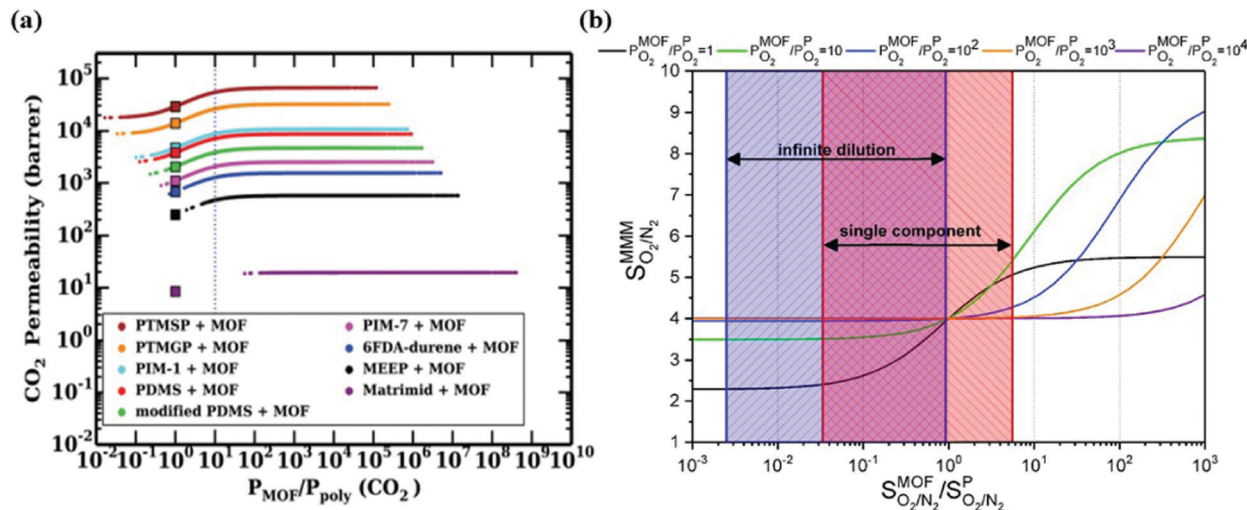 (a)
CO2 Permeability (barrer)
10^5
10^4
10^3
10^2
10^1
10^0
10^-1
10^-2
PTMSP + MOF
PTMGP + MOF
PIM-1 + MOF
PDMS + MOF
modified PDMS + MOF
PIM-7 + MOF
6FDA-durene + MOF
MEEP + MOF
Matrimid + MOF
10^-2 10^-1 10^0 10^1 10^2 10^3 10^4 10^5 10^6 10^7 10^8 10^9 10^10
P_MOF/P_poly (CO2)
(b)
P_O2^MOF/P_O2^P=1 P_O2^MOF/P_O2^P=10 P_O2^MOF/P_O2^P=10^2 P_O2^MOF/P_O2^P=10^3 P_O2^MOF/P_O2^P=10^4
S_O2/N2^MMM
10
9
8
7
6
5
4
3
2
1
infinite dilution
single component
10^-3 10^-2 10^-1 10^0 10^1 10^2 10^3
S_O2/N2^MOF/S_O2/N2^P